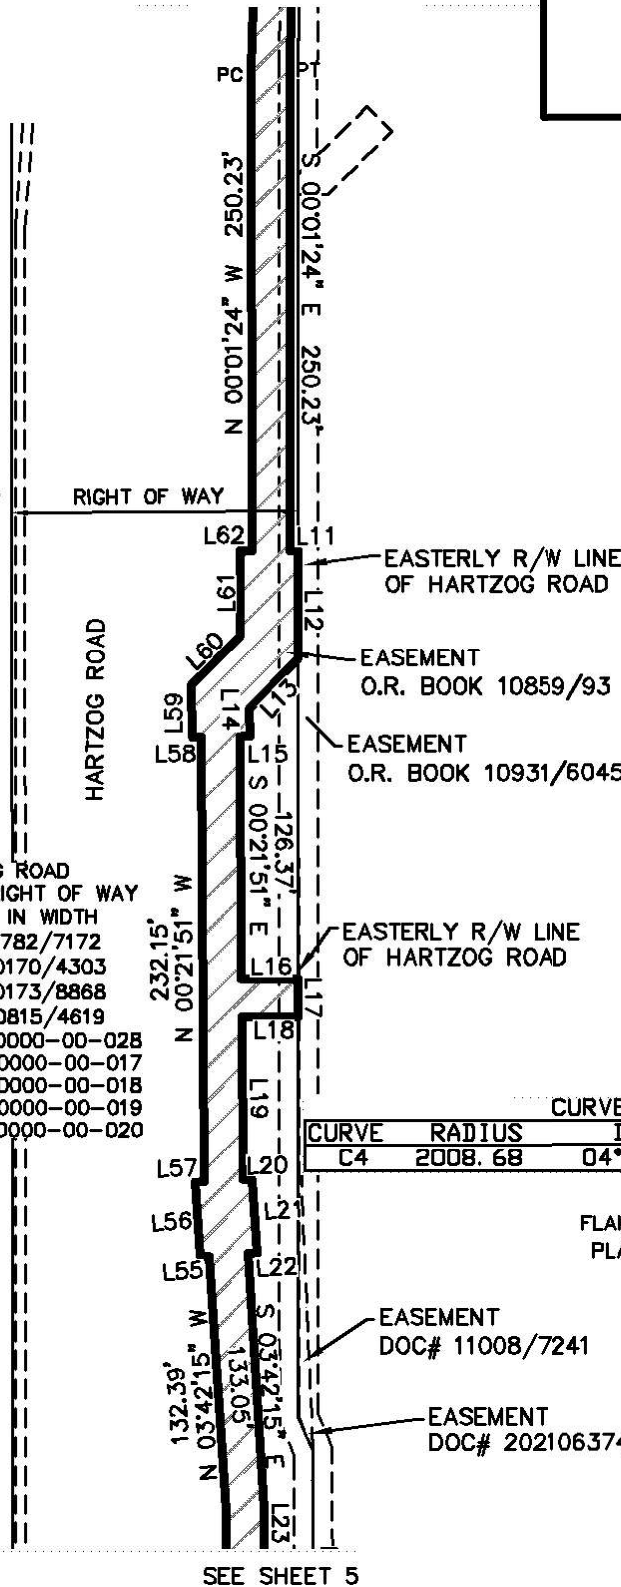 PC
PT
N 00°01'24" W 250.23'
S 00°01'24" E 250.23'
RIGHT OF WAY
L62
L11
EASTERLY R/W LINE
OF HARTZOG ROAD
L61
L12
L60
EASEMENT
O.R. BOOK 10859/93
HARTZOG ROAD
L59
L14
L13
L58
L15
EASEMENT
O.R. BOOK 10931/6045
S 00°21'51" E
126.37'
ROAD
RIGHT OF WAY
IN WIDTH
782/7172
0170/4303
0173/8868
0815/4619
0000-00-028
0000-00-017
0000-00-018
0000-00-019
0000-00-020
232.15'
N 00°21'51" W
EASTERLY R/W LINE
OF HARTZOG ROAD
L16
L17
L18
L19
CURVE
CURVE RADIUS
C4 2008.68 04°
L57
L20
L56
L21
L55
L22
FLA
PLA
EASEMENT
DOC# 11008/7241
132.39'
N 03°42'15" W
S 03°42'15" E
133.05'
EASEMENT
DOC# 202106374
L23
SEE SHEET 5